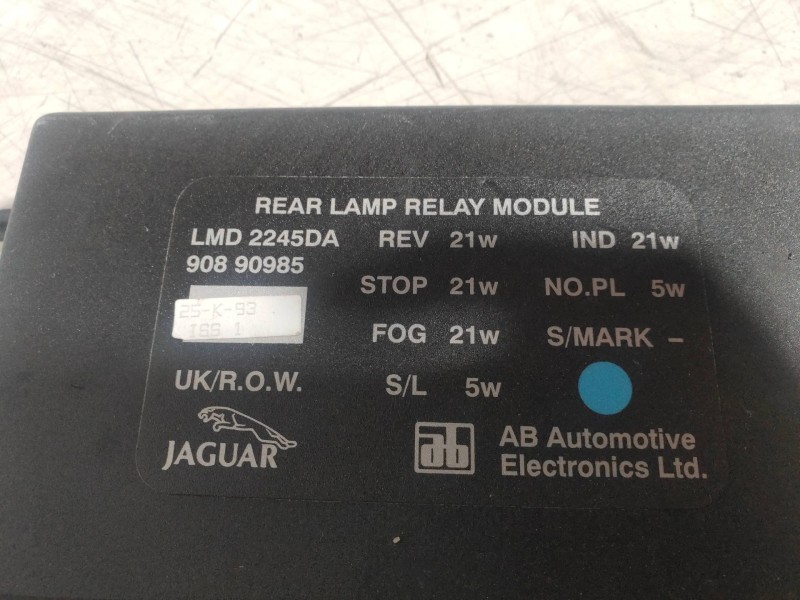 REAR LAMP RELAY MODULE
LMD 2245DA REV 21w IND 21w
908 90985
STOP 21w NO.PL 5w
25-K-93
ISS 1
FOG 21w S/MARK –
UK/R.O.W. S/L 5w
JAGUAR
ab AB Automotive
Electronics Ltd.